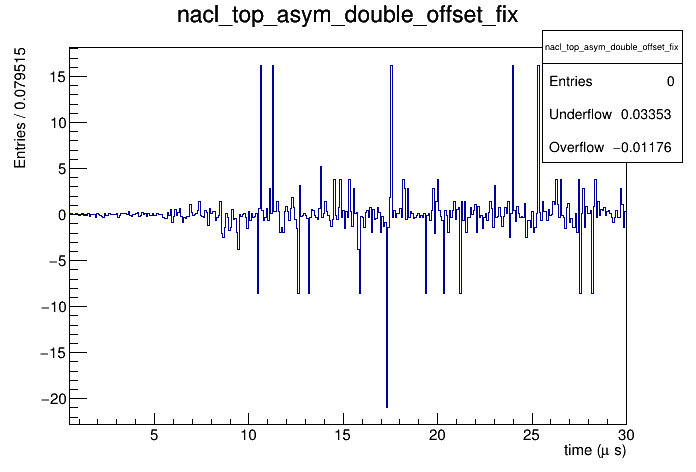 nacl_top_asym_double_offset_fix
nacl_top_asym_double_offset_fix
Entries 0
Underflow 0.03353
Overflow −0.01176
Entries / 0.079515
15
10
5
0
−5
−10
−15
−20
5 10 15 20 25 30
time (μ s)